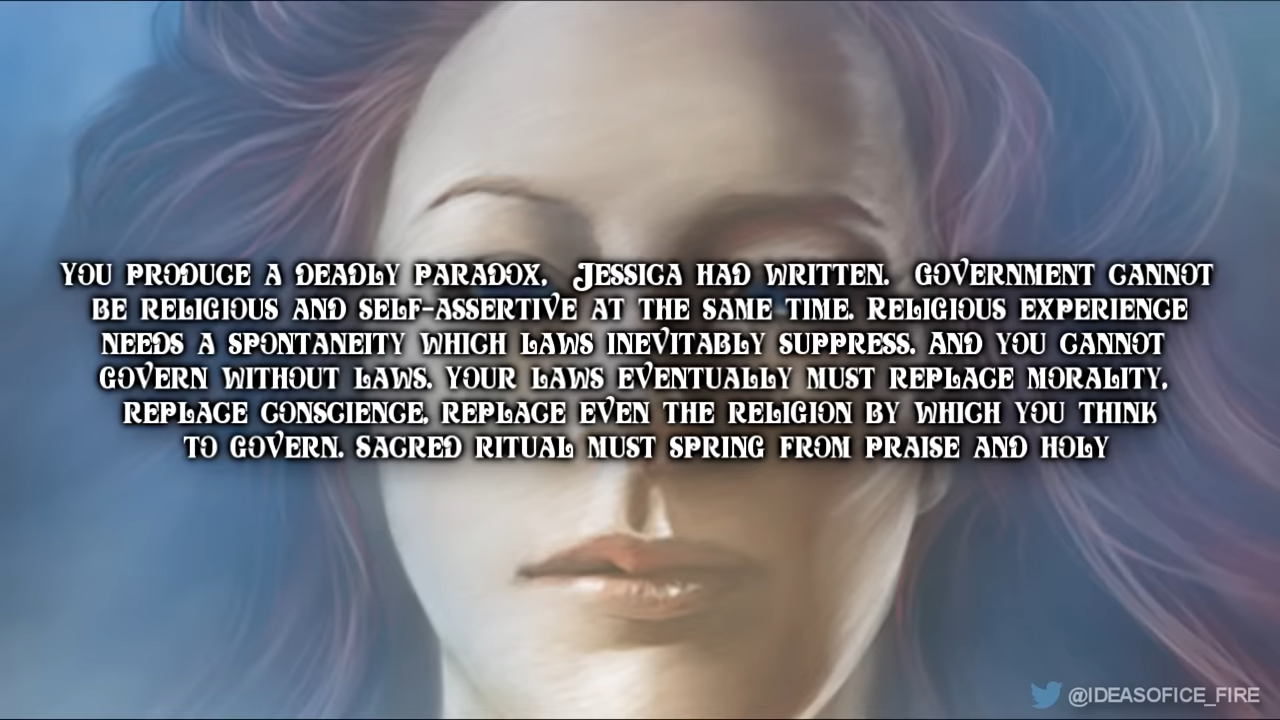 You produce a deadly paradox, Jessica had written. Government cannot
be religious and self-assertive at the same time. Religious experience
needs a spontaneity which laws inevitably suppress. And you cannot
govern without laws. Your laws eventually must replace morality,
replace conscience, replace even the religion by which you think
to govern. Sacred ritual must spring from praise and holy
@IDEASOFICE_FIRE